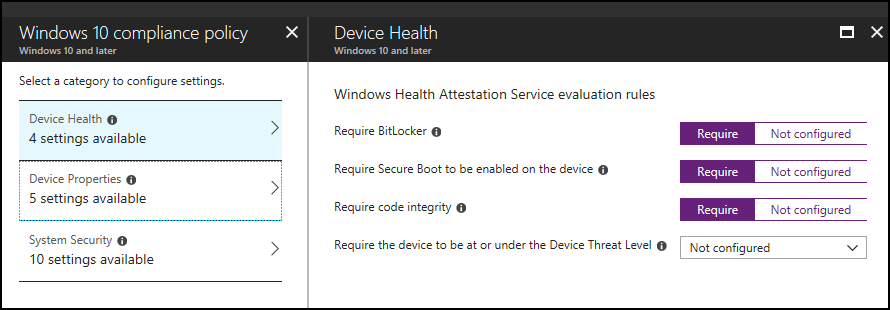 Windows 10 compliance policy
Windows 10 and later
Select a category to configure settings.
Device Health
4 settings available
Device Properties
5 settings available
System Security
10 settings available
Device Health
Windows 10 and later
Windows Health Attestation Service evaluation rules
Require BitLocker Require Not configured
Require Secure Boot to be enabled on the device Require Not configured
Require code integrity Require Not configured
Require the device to be at or under the Device Threat Level Not configured